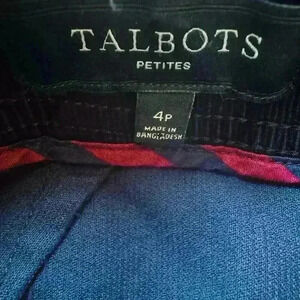 TALBOTS
PETITES
4P
MADE IN
BANGLADESH